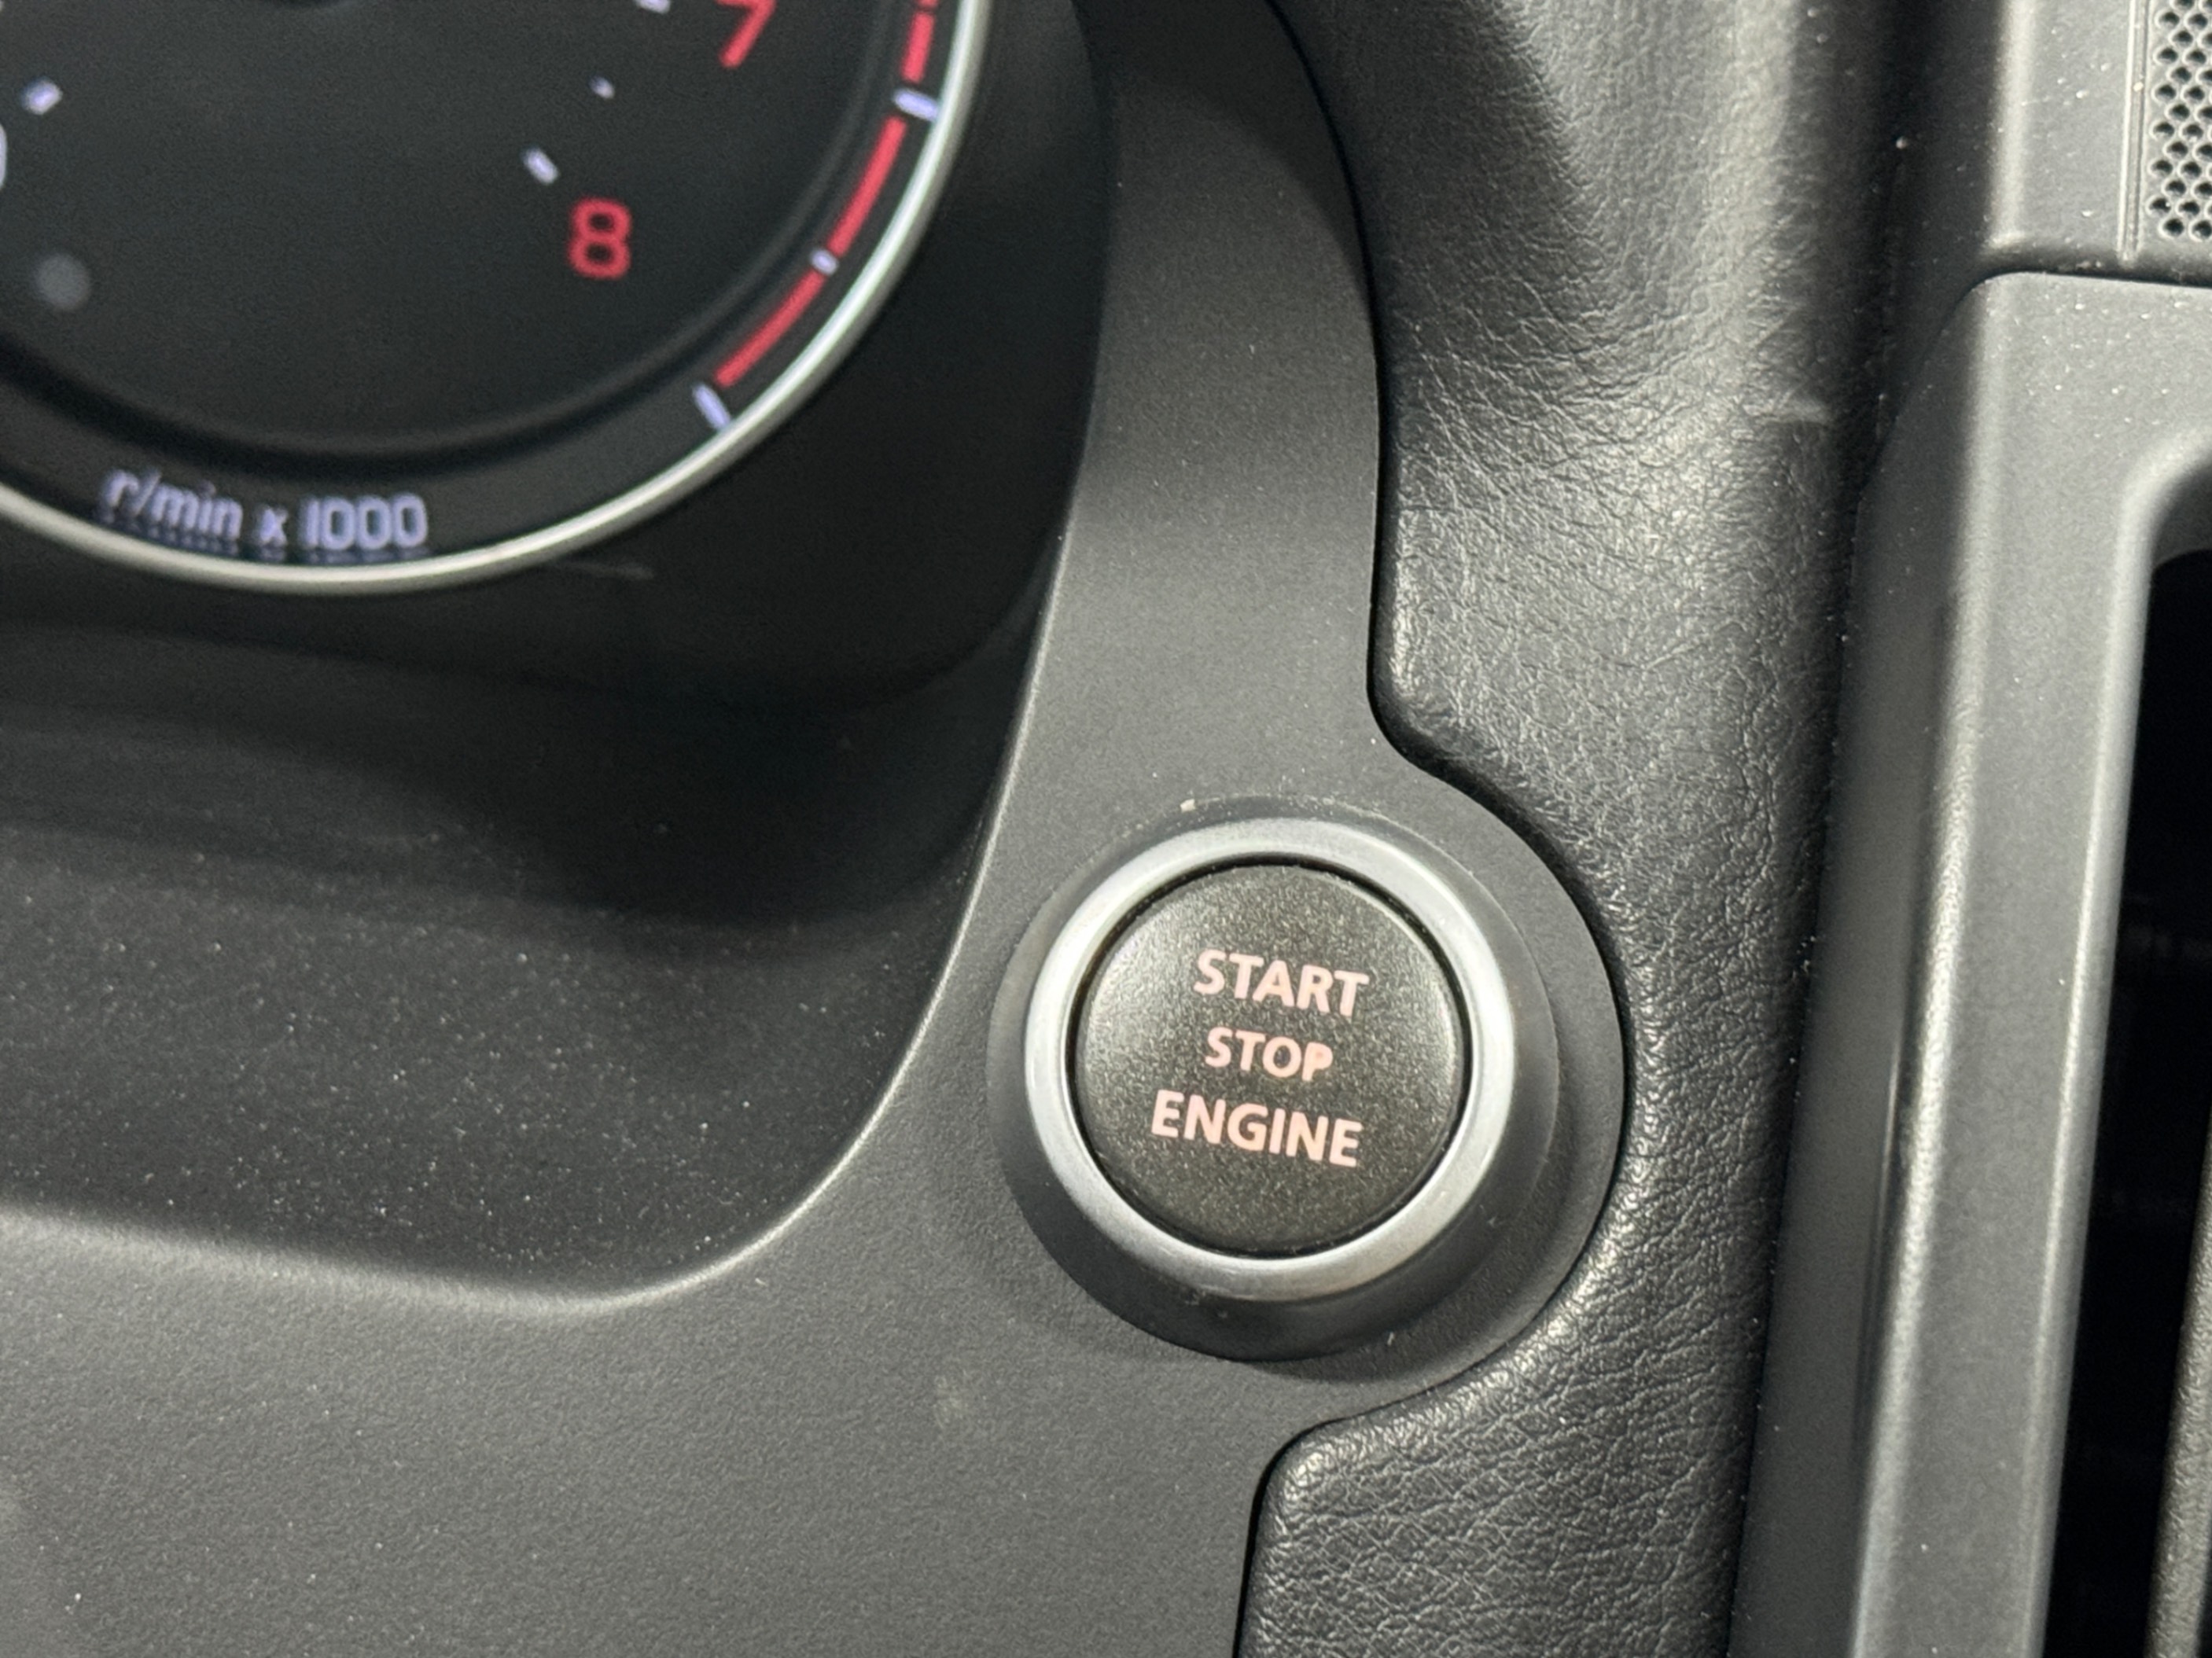 7
8
r/min x 1000
START
STOP
ENGINE